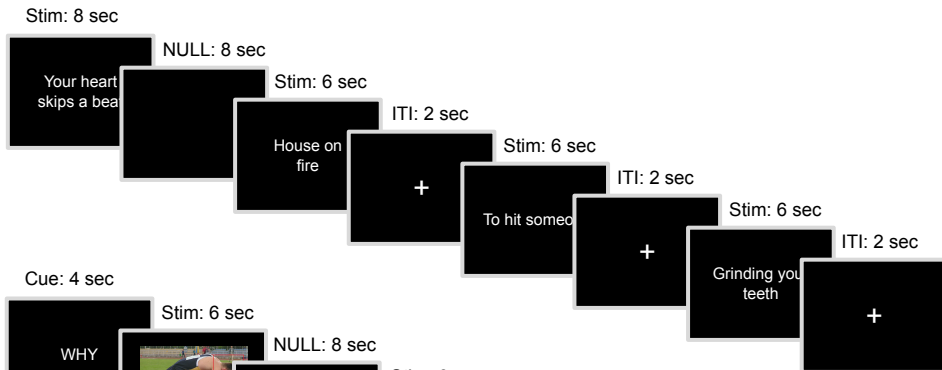 Stim: 8 sec
Your heart
skips a bea
NULL: 8 sec
Stim: 6 sec
House on
fire
ITI: 2 sec
+
Stim: 6 sec
To hit someo
ITI: 2 sec
+
Stim: 6 sec
Grinding you
teeth
ITI: 2 sec
+
Cue: 4 sec
WHY
Stim: 6 sec
NULL: 8 sec